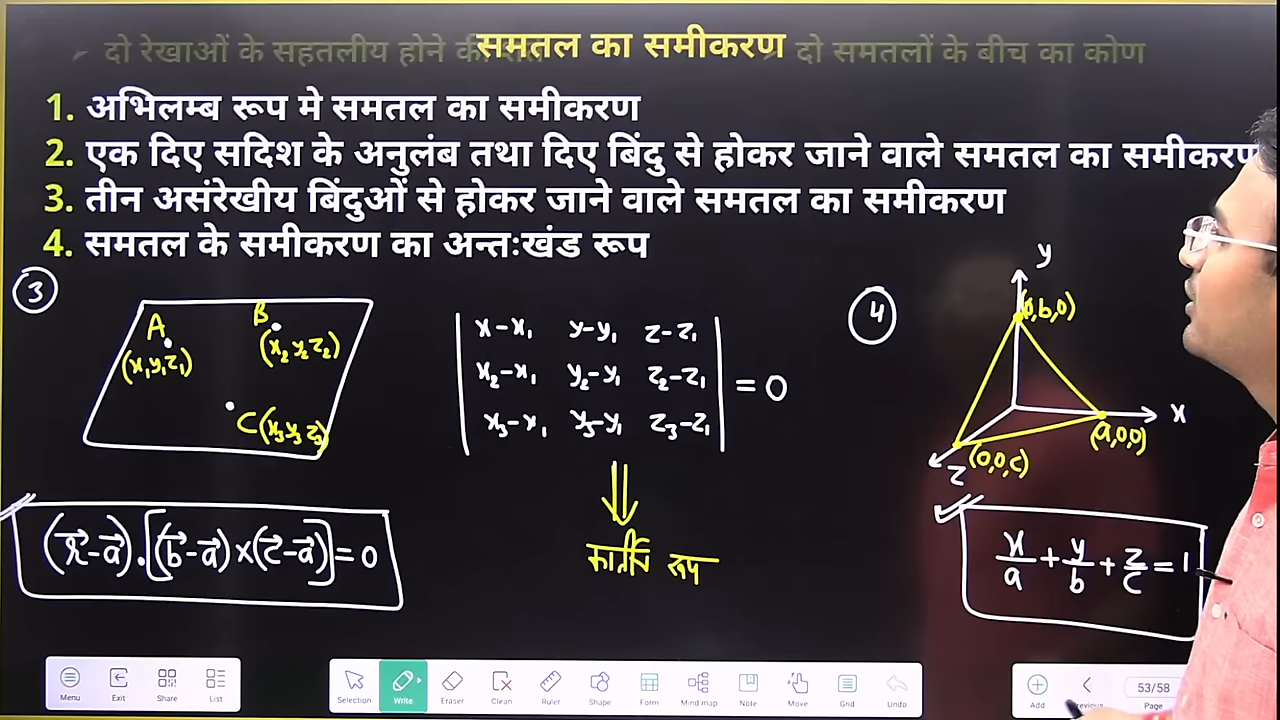 समतल का समीकरण
दो रेखाओं के सहतलीय होने की शर्त
दो समतलों के बीच का कोण
1. अभिलम्ब रूप मे समतल का समीकरण
2. एक दिए सदिश के अनुलंब तथा दिए बिंदु से होकर जाने वाले समतल का समीकरण
3. तीन असंरेखीय बिंदुओं से होकर जाने वाले समतल का समीकरण
4. समतल के समीकरण का अन्तःखंड रूप
3
A
(x₁y₁z₁)
B
(x₂ y₂ z₂)
C(x₃ y₃ z₃)
(r⃗-a⃗).[(b⃗-a⃗)×(c⃗-a⃗)]=0
| x-x₁ y-y₁ z-z₁ |
| x₂-x₁ y₂-y₁ z₂-z₁ | = 0
| x₃-x₁ y₃-y₁ z₃-z₁ |
⇓
रूप
4
y
(0,b,0)
x
(a,0,0)
z
(0,0,c)
x/a + y/b + z/c = 1
Menu Exit Share List
Selection Write Eraser Clean Ruler Shape Form Mind map Note Move Grid Undo
53/58
Add Previous Page